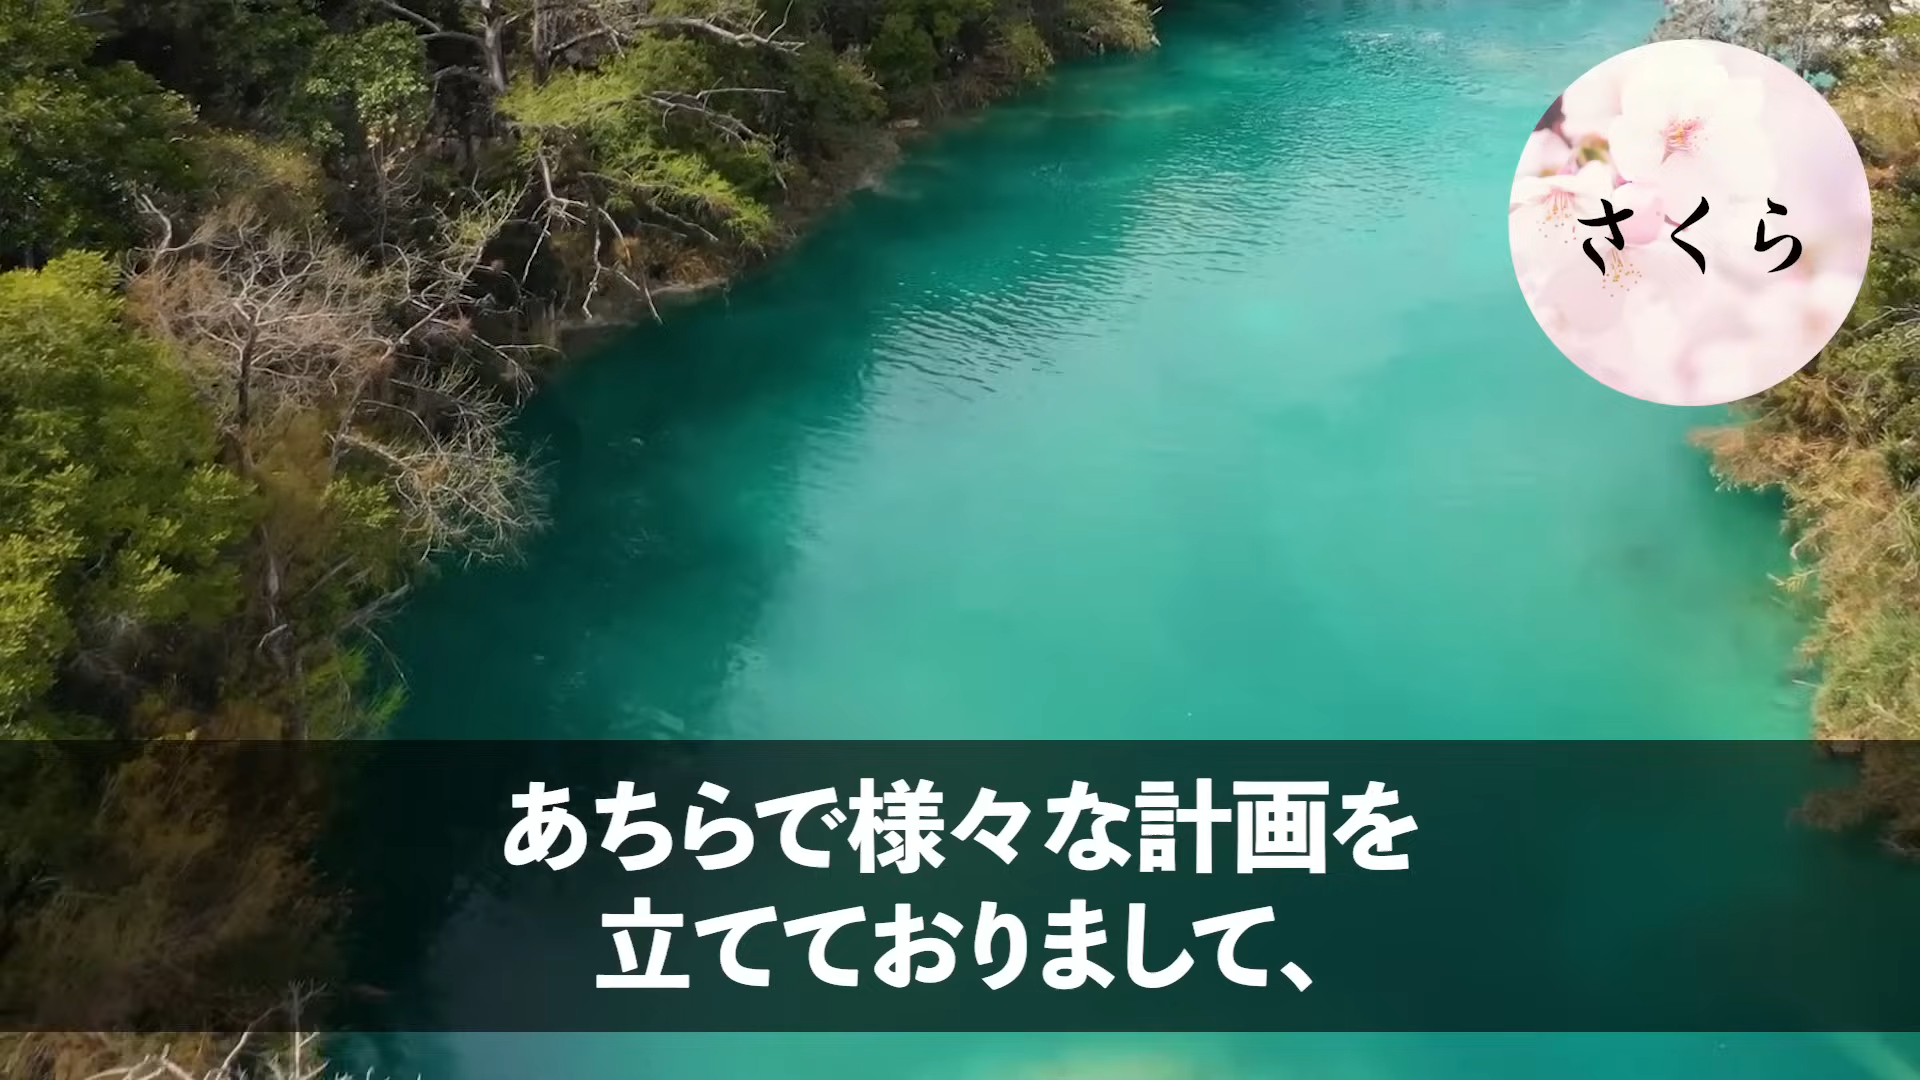 さくら
あちらで様々な計画を
立てておりまして、